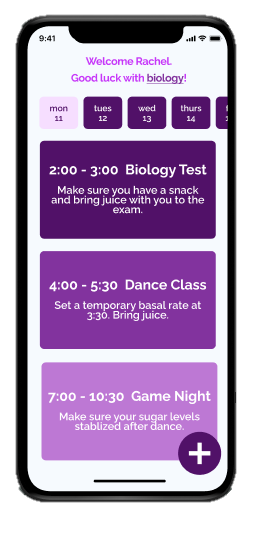 9:41
Welcome Rachel.
Good luck with biology!
mon tues wed thurs f
11 12 13 14 1
2:00 - 3:00 Biology Test
Make sure you have a snack
and bring juice with you to the
exam.
4:00 - 5:30 Dance Class
Set a temporary basal rate at
3:30. Bring juice.
7:00 - 10:30 Game Night
Make sure your sugar levels
stablized after dance.
+